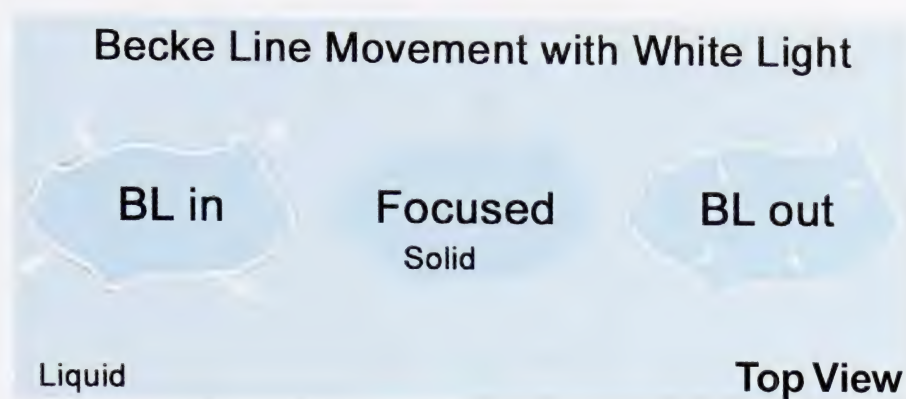 Becke Line Movement with White Light
BL in
Focused
Solid
BL out
Liquid
Top View